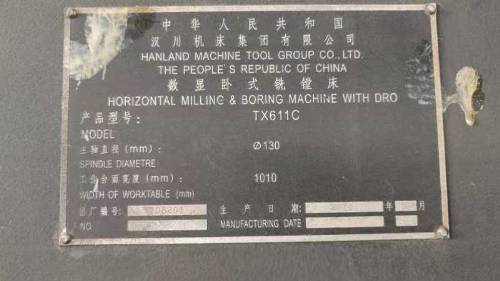 中华人民共和国
汉川机床集团有限公司
HANLAND MACHINE TOOL GROUP CO., LTD.
THE PEOPLE'S REPUBLIC OF CHINA
数显卧式铣镗床
HORIZONTAL MILLING & BORING MACHINE WITH DRO
产品型号: TX611C
MODEL
主轴直径(mm): Ø130
SPINDLE DIAMETRE
工作台面宽度(mm): 1010
WIDTH OF WORKTABLE (mm)
出厂编号: 生产日期: 年 月
NO MANUFACTURING DATE